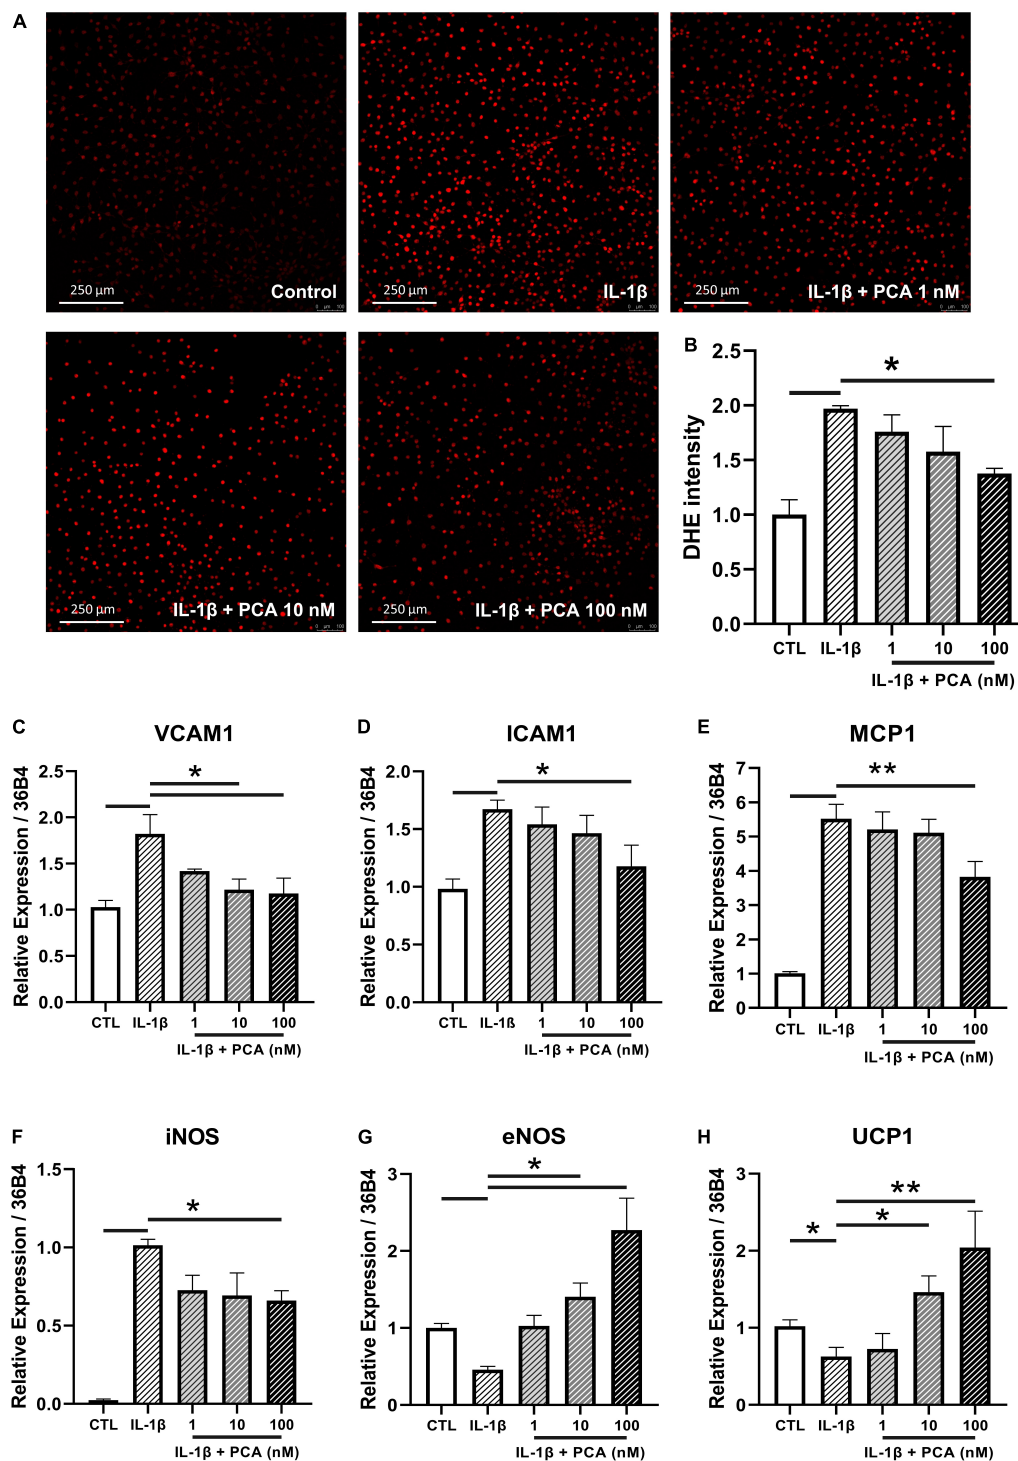 A
250 µm
Control
250 µm
IL-1β
250 µm
IL-1β + PCA 1 nM
250 µm
IL-1β + PCA 10 nM
250 µm
IL-1β + PCA 100 nM
B
DHE intensity
2.5
2.0
1.5
1.0
0.5
0.0
*
CTL IL-1β 1 10 100
IL-1β + PCA (nM)
C
VCAM1
Relative Expression / 36B4
2.5
2.0
1.5
1.0
0.5
0.0
*
CTL IL-1β 1 10 100
IL-1β + PCA (nM)
D
ICAM1
Relative Expression / 36B4
2.0
1.5
1.0
0.5
0.0
*
CTL IL-1ß 1 10 100
IL-1β + PCA (nM)
E
MCP1
Relative Expression / 36B4
7
6
5
4
3
2
1
0
**
CTL IL-1β 1 10 100
IL-1β + PCA (nM)
F
iNOS
Relative Expression / 36B4
1.5
1.0
0.5
0.0
*
CTL IL-1β 1 10 100
IL-1β + PCA (nM)
G
eNOS
Relative Expression / 36B4
3
2
1
0
*
CTL IL-1β 1 10 100
IL-1β + PCA (nM)
H
UCP1
Relative Expression / 36B4
3
2
1
0
*
*
**
CTL IL-1β 1 10 100
IL-1β + PCA (nM)